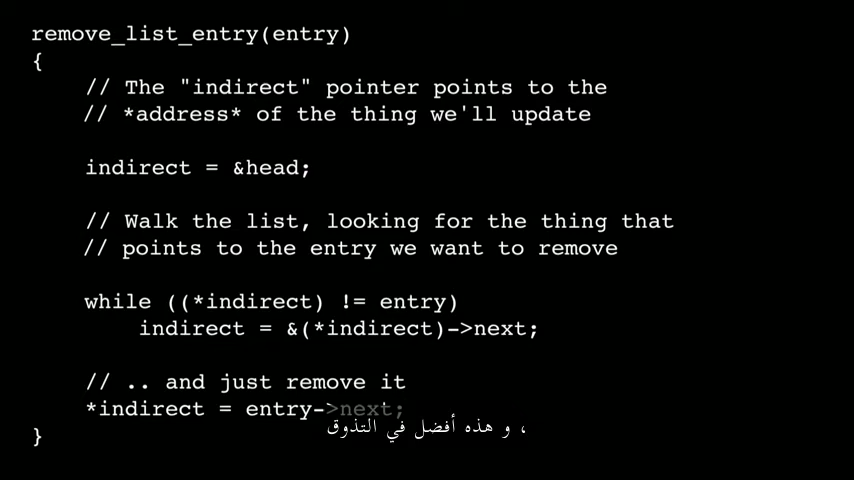 remove_list_entry(entry)
{
// The "indirect" pointer points to the
// *address* of the thing we'll update
indirect = &head;
// Walk the list, looking for the thing that
// points to the entry we want to remove
while ((*indirect) != entry)
indirect = &(*indirect)->next;
// .. and just remove it
*indirect = entry->next;
، و هذه أفضل في التذوق
}